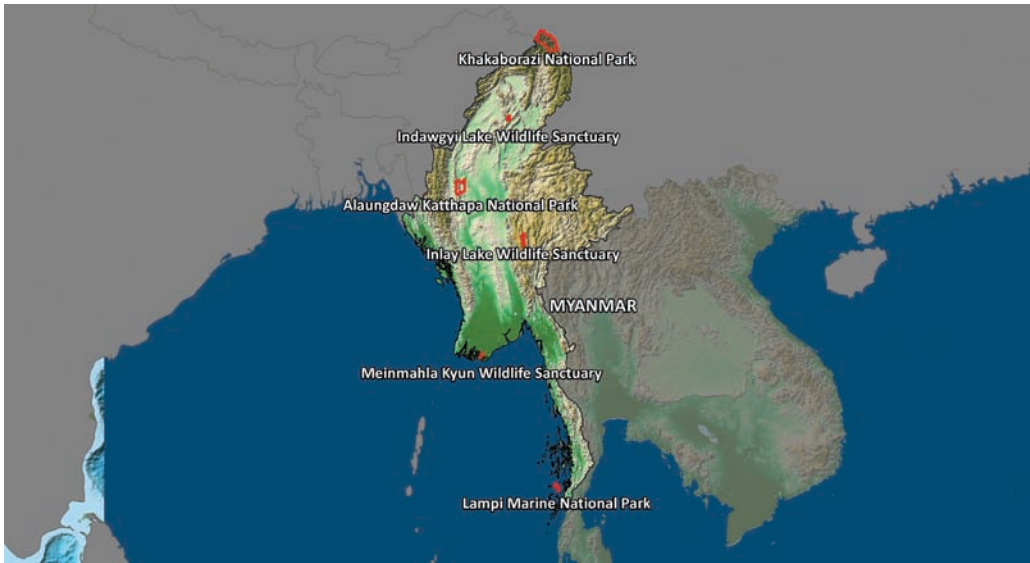 Khakaborazi National Park
Indawgyi Lake Wildlife Sanctuary
Alaungdaw Katthapa National Park
Inlay Lake Wildlife Sanctuary
MYANMAR
Meinmahla Kyun Wildlife Sanctuary
Lampi Marine National Park